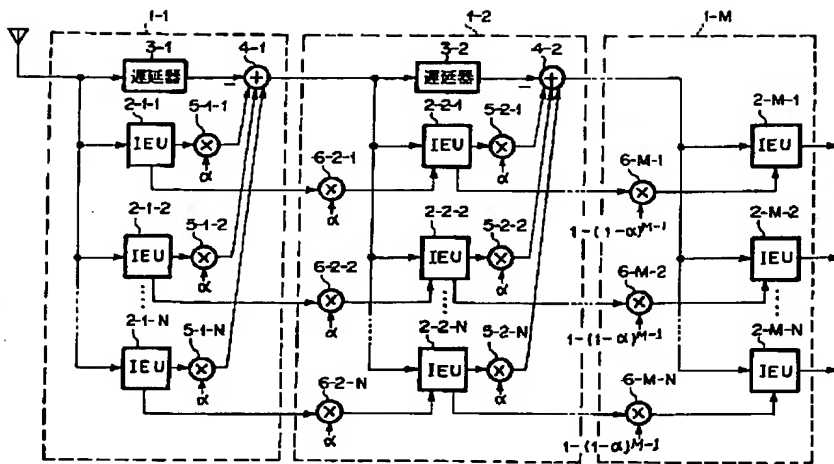 1-1
1-2
1-M
3-1
遅延器
4-1
−
2-1-1
IEU
5-1-1
α
2-1-2
IEU
5-1-2
α
2-1-N
IEU
5-1-N
α
6-2-1
α
6-2-2
α
6-2-N
α
3-2
遅延器
4-2
−
2-2-1
IEU
5-2-1
α
2-2-2
IEU
5-2-2
α
2-2-N
IEU
5-2-N
α
6-M-1
1-(1-α)M-1
6-M-2
1-(1-α)M-1
6-M-N
1-(1-α)M-1
2-M-1
IEU
2-M-2
IEU
2-M-N
IEU